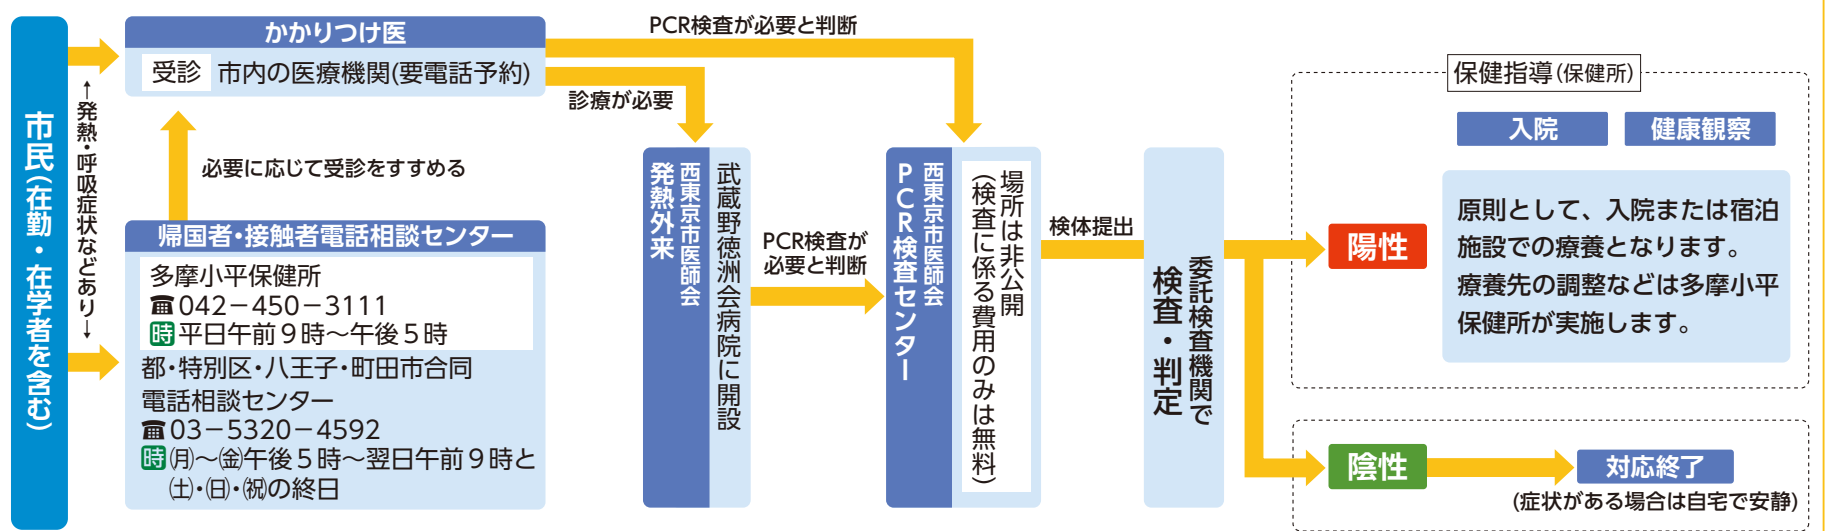 市民(在勤・在学者を含む)
←発熱・呼吸症状などあり→
かかりつけ医
受診 市内の医療機関(要電話予約)
必要に応じて受診をすすめる
帰国者・接触者電話相談センター
多摩小平保健所
☎042−450−3111
時平日午前9時〜午後5時
都・特別区・八王子・町田市合同
電話相談センター
☎03−5320−4592
時㈪〜㈮午後5時〜翌日午前9時と
㈯・㈰・㈷の終日
PCR検査が必要と判断
診療が必要
西東京市医師会
発熱外来
武蔵野徳洲会病院に開設
PCR検査が
必要と判断
西東京市医師会
PCR検査センター
場所は非公開
(検査に係る費用のみは無料)
検体提出
委託検査機関で
検査・判定
保健指導(保健所)
入院
健康観察
陽性
原則として、入院または宿泊
施設での療養となります。
療養先の調整などは多摩小平
保健所が実施します。
陰性
対応終了
(症状がある場合は自宅で安静)